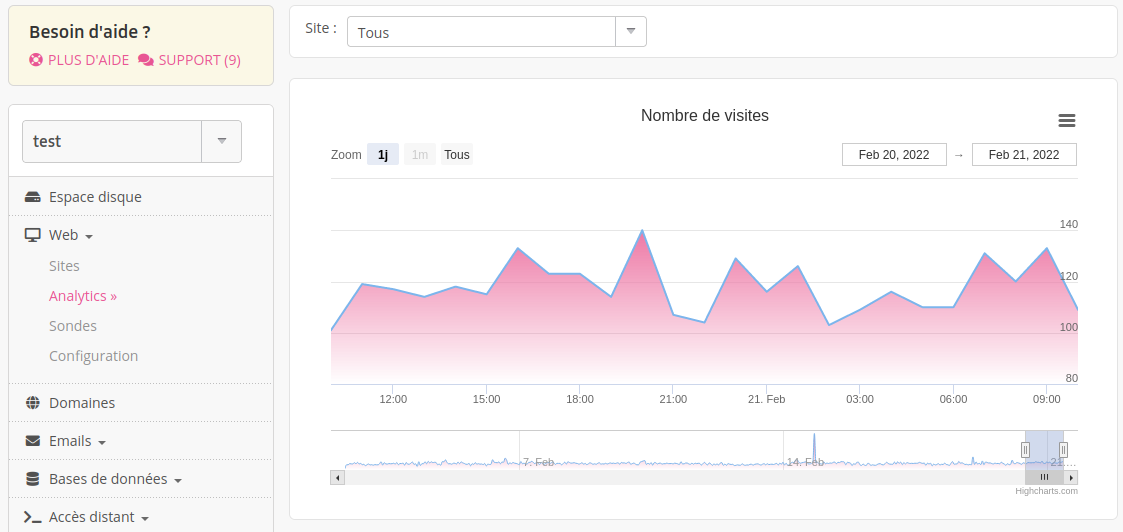 Besoin d'aide ?
PLUS D'AIDE SUPPORT (9)
test
Espace disque
Web
Sites
Analytics »
Sondes
Configuration
Domaines
Emails
Bases de données
Accès distant
Site :
Tous
Nombre de visites
Zoom 1j 1m Tous
Feb 20, 2022 → Feb 21, 2022
140
120
100
80
12:00 15:00 18:00 21:00 21. Feb 03:00 06:00 09:00
7. Feb 14. Feb 21.…
Highcharts.com